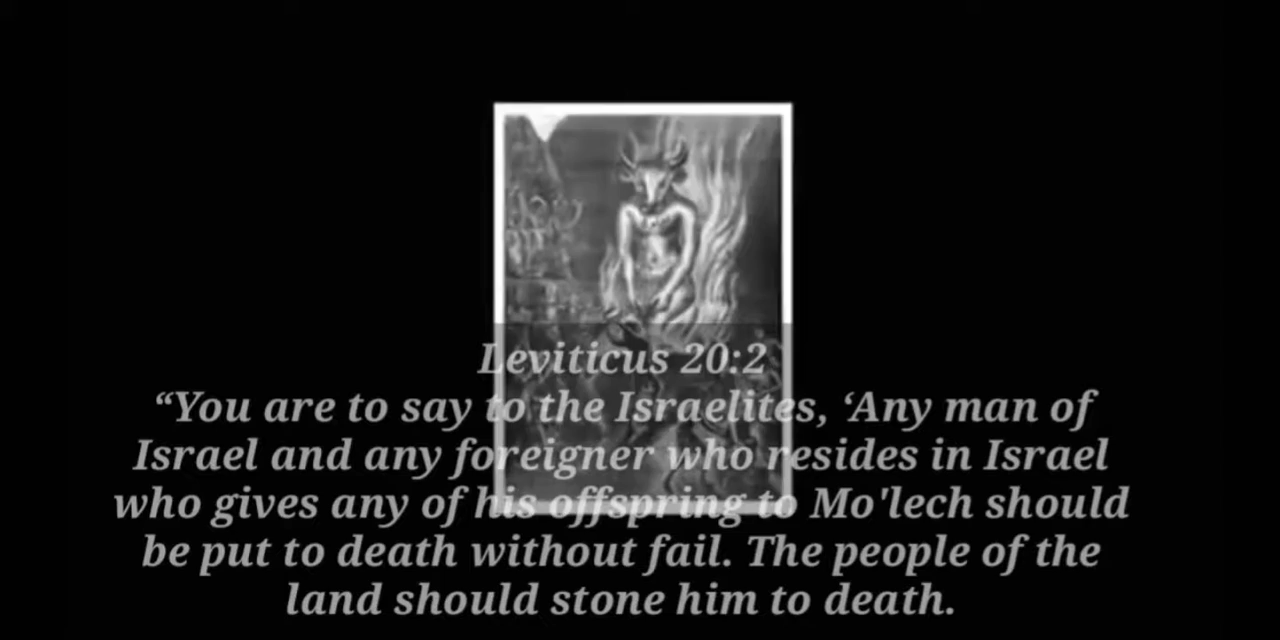 Leviticus 20:2
“You are to say to the Israelites, ‘Any man of
Israel and any foreigner who resides in Israel
who gives any of his offspring to Mo'lech should
be put to death without fail. The people of the
land should stone him to death.